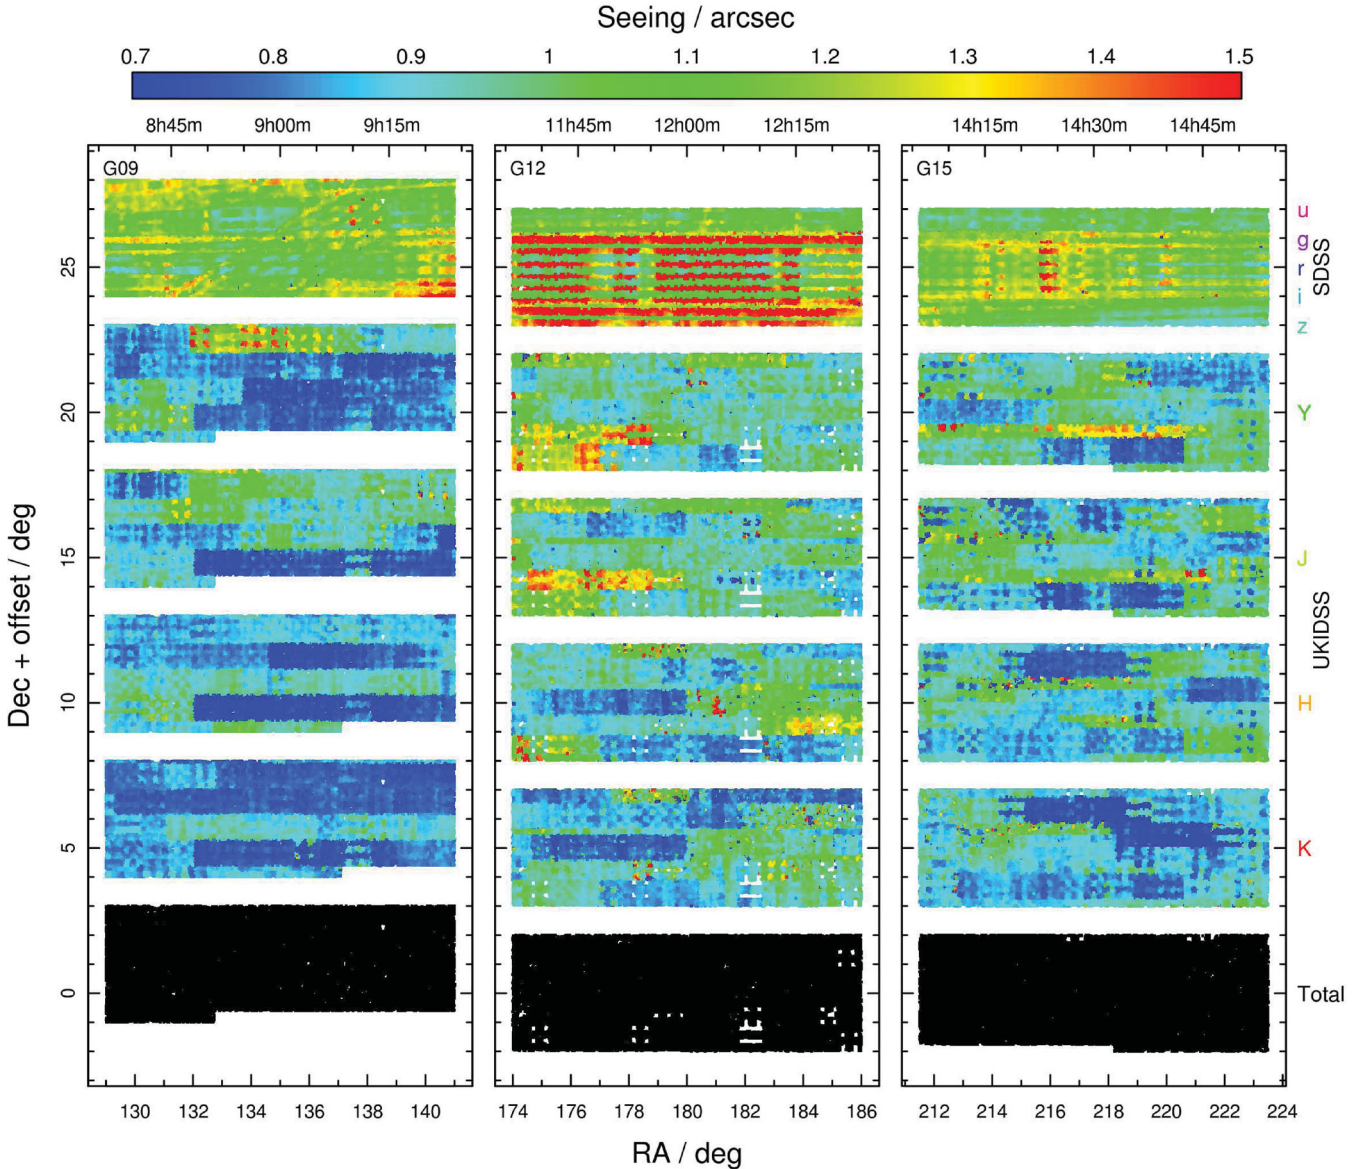 Seeing / arcsec
0.7 0.8 0.9 1 1.1 1.2 1.3 1.4 1.5
8h45m 9h00m 9h15m 11h45m 12h00m 12h15m 14h15m 14h30m 14h45m
G09 G12 G15
u
g
r
i
z
SDSS
Y
J
H
K
UKIDSS
Total
25
20
15
10
5
0
Dec + offset / deg
130 132 134 136 138 140 174 176 178 180 182 184 186 212 214 216 218 220 222 224
RA / deg